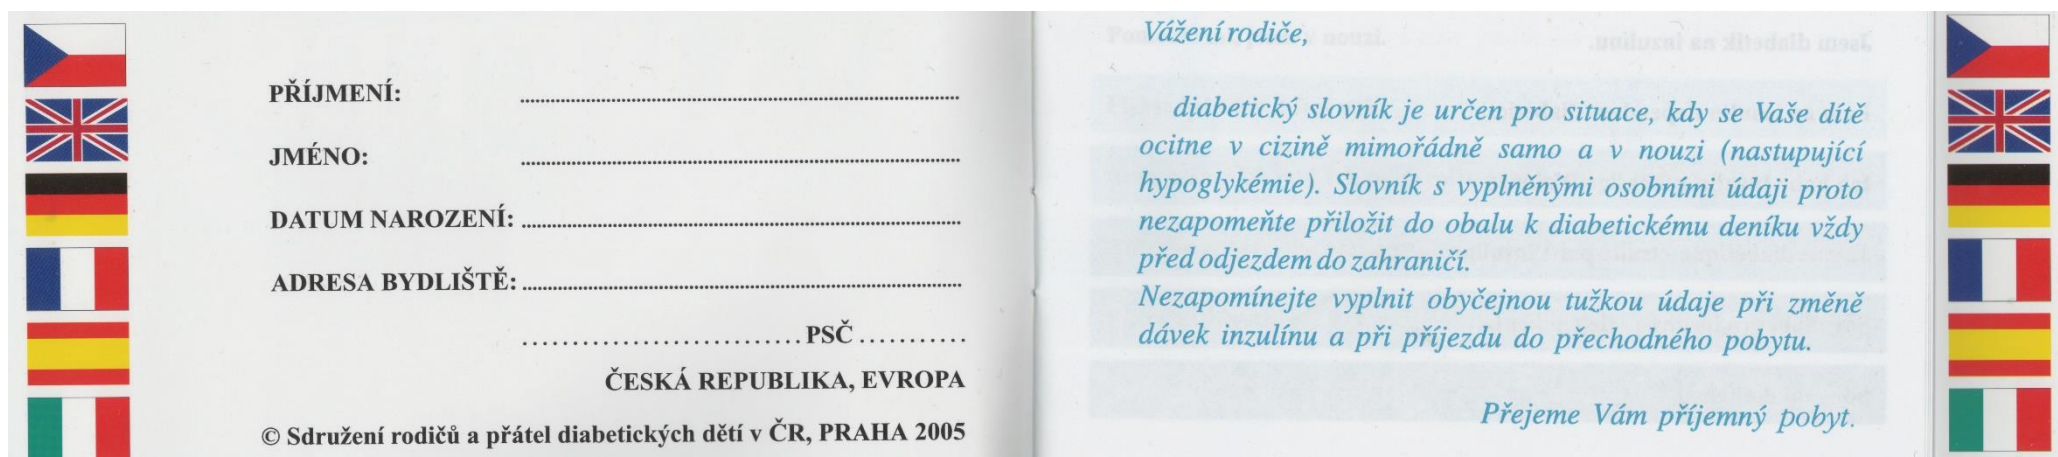 PŘÍJMENÍ: ........................................
JMÉNO: ........................................
DATUM NAROZENÍ: ........................................
ADRESA BYDLIŠTĚ: ........................................
............................ PSČ ...........
ČESKÁ REPUBLIKA, EVROPA
© Sdružení rodičů a přátel diabetických dětí v ČR, PRAHA 2005
Vážení rodiče,
diabetický slovník je určen pro situace, kdy se Vaše dítě
ocitne v cizině mimořádně samo a v nouzi (nastupující
hypoglykémie). Slovník s vyplněnými osobními údaji proto
nezapomeňte přiložit do obalu k diabetickému deníku vždy
před odjezdem do zahraničí.
Nezapomínejte vyplnit obyčejnou tužkou údaje při změně
dávek inzulínu a při příjezdu do přechodného pobytu.
Přejeme Vám příjemný pobyt.